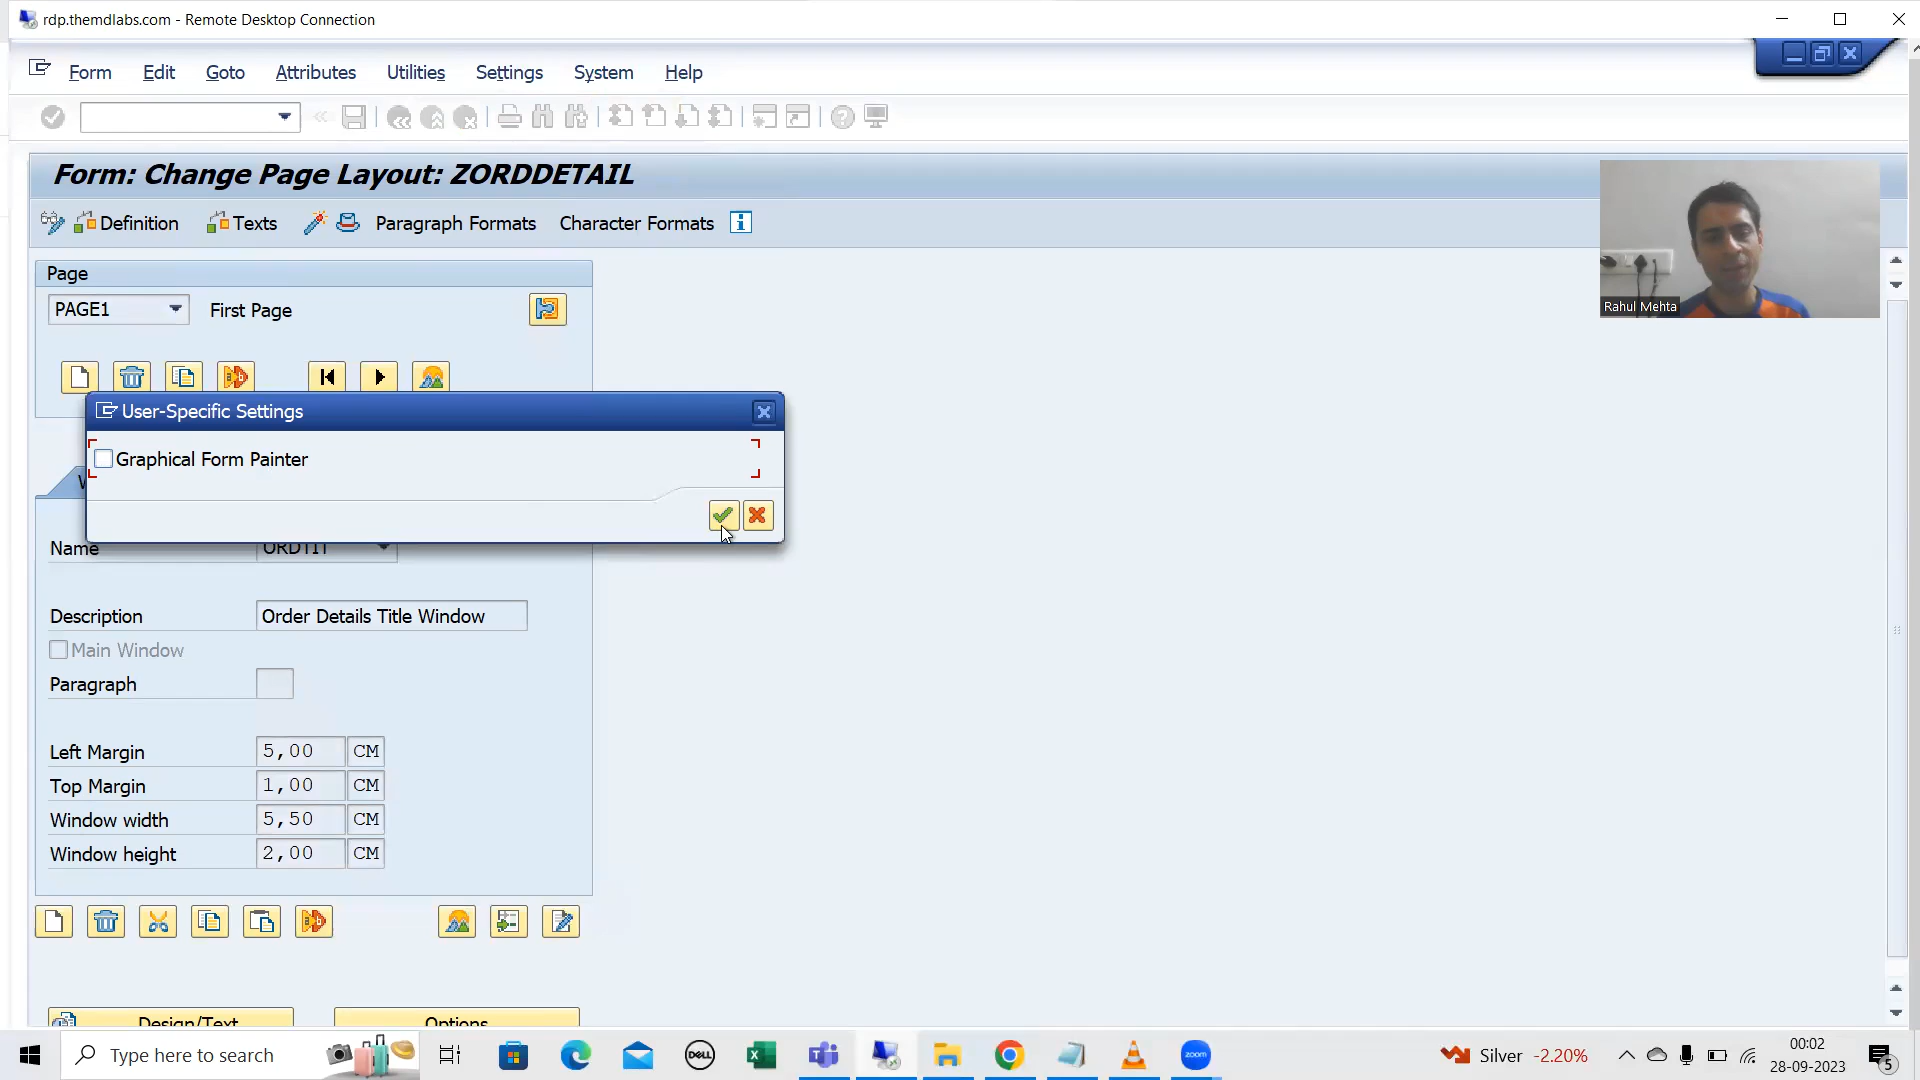 rdp.themdlabs.com - Remote Desktop Connection
Form Edit Goto Attributes Utilities Settings System Help
Form: Change Page Layout: ZORDDETAIL
Definition Texts Paragraph Formats Character Formats
Page
PAGE1 First Page
Rahul Mehta
User-Specific Settings
Graphical Form Painter
Name ORDTIT
Description Order Details Title Window
Main Window
Paragraph
Left Margin 5,00 CM
Top Margin 1,00 CM
Window width 5,50 CM
Window height 2,00 CM
Design/Text Options
Type here to search
DELL
zoom
Silver -2.20%
00:02
28-09-2023
5